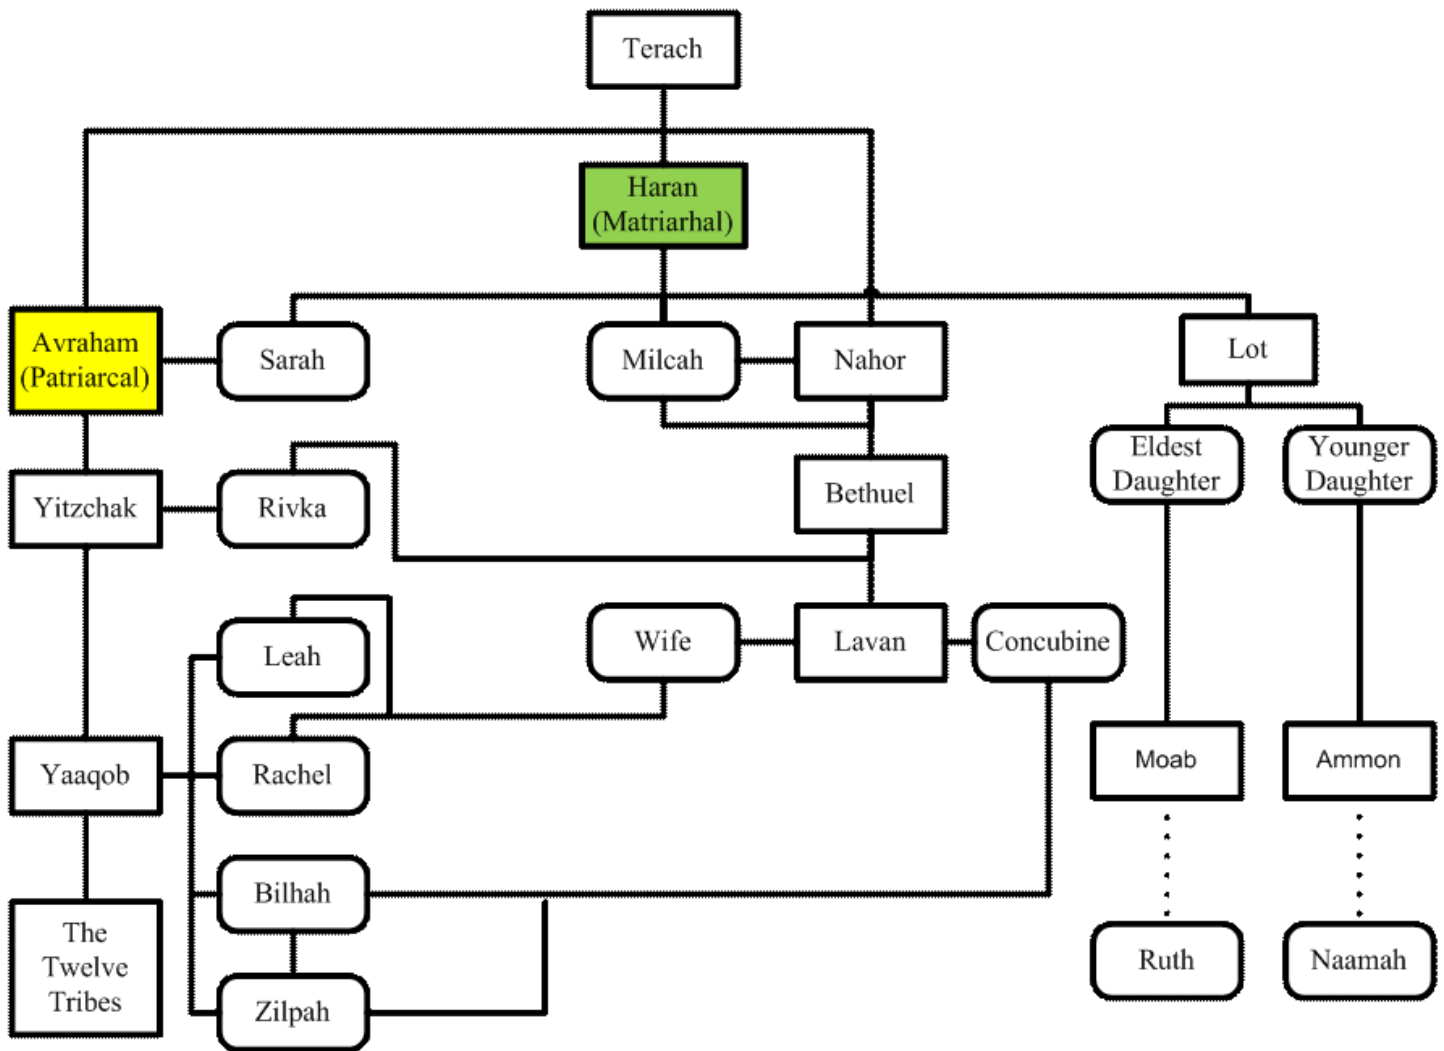 Terach
Haran
(Matriarhal)
Avraham
(Patriarcal)
Sarah
Milcah
Nahor
Lot
Eldest
Daughter
Younger
Daughter
Yitzchak
Rivka
Bethuel
Leah
Wife
Lavan
Concubine
Yaaqob
Rachel
Moab
Ammon
Bilhah
The
Twelve
Tribes
Zilpah
Ruth
Naamah